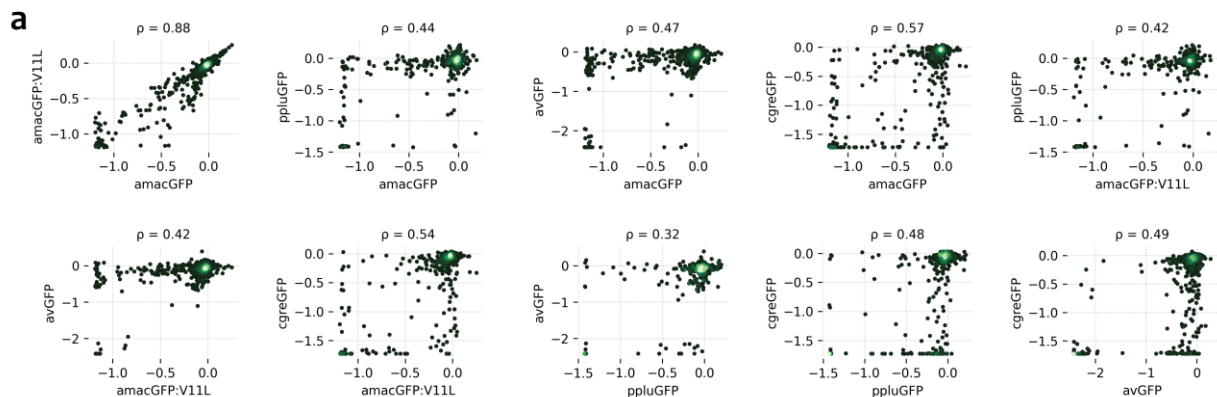 a
ρ = 0.88
0.0
−0.5
−1.0
amacGFP:V11L
−1.0 −0.5 0.0
amacGFP
ρ = 0.44
0.0
−0.5
−1.0
−1.5
ppluGFP
−1.0 −0.5 0.0
amacGFP
ρ = 0.47
0
−1
−2
avGFP
−1.0 −0.5 0.0
amacGFP
ρ = 0.57
0.0
−0.5
−1.0
−1.5
cgreGFP
−1.0 −0.5 0.0
amacGFP
ρ = 0.42
0.0
−0.5
−1.0
−1.5
ppluGFP
−1.0 −0.5 0.0
amacGFP:V11L
ρ = 0.42
0
−1
−2
avGFP
−1.0 −0.5 0.0
amacGFP:V11L
ρ = 0.54
0.0
−0.5
−1.0
−1.5
cgreGFP
−1.0 −0.5 0.0
amacGFP:V11L
ρ = 0.32
0
−1
−2
avGFP
−1.5 −1.0 −0.5 0.0
ppluGFP
ρ = 0.48
0.0
−0.5
−1.0
−1.5
cgreGFP
−1.5 −1.0 −0.5 0.0
ppluGFP
ρ = 0.49
0.0
−0.5
−1.0
−1.5
cgreGFP
−2 −1 0
avGFP